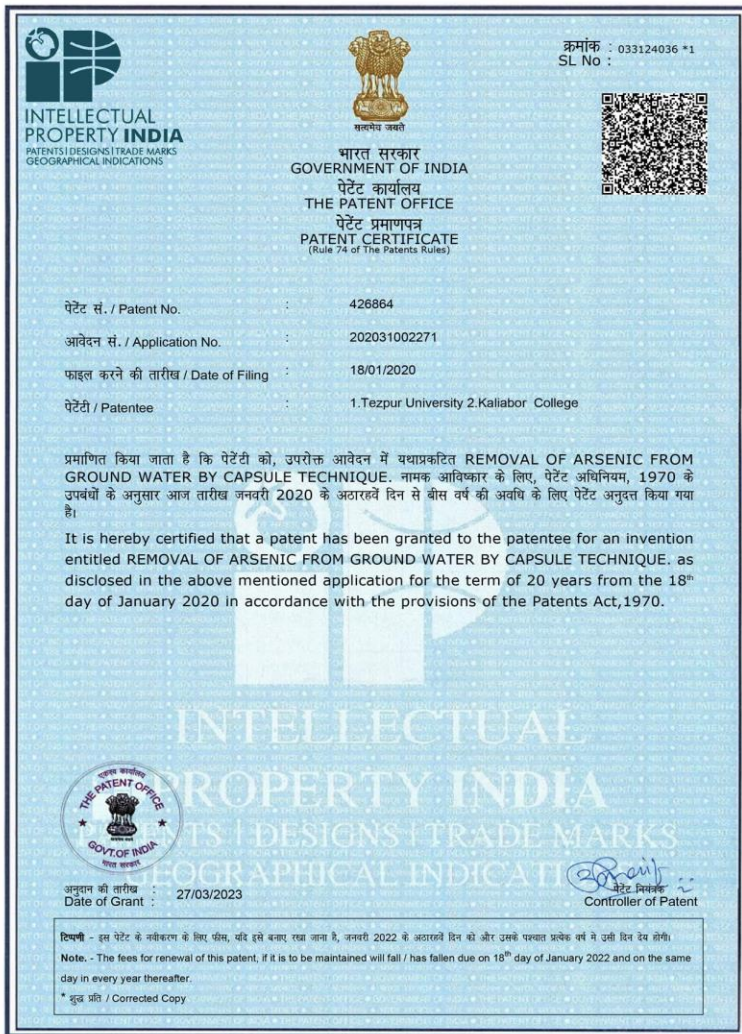 INTELLECTUAL
PROPERTY INDIA
PATENTS | DESIGNS | TRADE MARKS
GEOGRAPHICAL INDICATIONS
सत्यमेव जयते
क्रमांक : 033124036 *1
SL No :
भारत सरकार
GOVERNMENT OF INDIA
पेटेंट कार्यालय
THE PATENT OFFICE
पेटेंट प्रमाणपत्र
PATENT CERTIFICATE
(Rule 74 of The Patents Rules)
पेटेंट सं. / Patent No. : 426864
आवेदन सं. / Application No. : 202031002271
फाइल करने की तारीख / Date of Filing : 18/01/2020
पेटेंटी / Patentee : 1.Tezpur University 2.Kaliabor College
प्रमाणित किया जाता है कि पेटेंटी को, उपरोक्त आवेदन में यथाप्रकटित REMOVAL OF ARSENIC FROM
GROUND WATER BY CAPSULE TECHNIQUE. नामक आविष्कार के लिए, पेटेंट अधिनियम, 1970 के
उपबंधों के अनुसार आज तारीख जनवरी 2020 के अठारहवें दिन से बीस वर्ष की अवधि के लिए पेटेंट अनुदत्त किया गया
है।
It is hereby certified that a patent has been granted to the patentee for an invention
entitled REMOVAL OF ARSENIC FROM GROUND WATER BY CAPSULE TECHNIQUE. as
disclosed in the above mentioned application for the term of 20 years from the 18th
day of January 2020 in accordance with the provisions of the Patents Act,1970.
INTELLECTUAL
PROPERTY INDIA
PATENTS | DESIGNS | TRADE MARKS
GEOGRAPHICAL INDICATIONS
एकस्व कार्यालय
THE PATENT OFFICE
GOVT.OF INDIA
भारत सरकार
अनुदान की तारीख : 27/03/2023
Date of Grant :
पेटेंट नियंत्रक
Controller of Patent
टिप्पणी - इस पेटेंट के नवीकरण के लिए फीस, यदि इसे बनाए रखा जाना है, जनवरी 2022 के अठारहवें दिन को और उसके पश्चात प्रत्येक वर्ष मे उसी दिन देय होगी।
Note. - The fees for renewal of this patent, if it is to be maintained will fall / has fallen due on 18th day of January 2022 and on the same
day in every year thereafter.
* शुद्ध प्रति / Corrected Copy